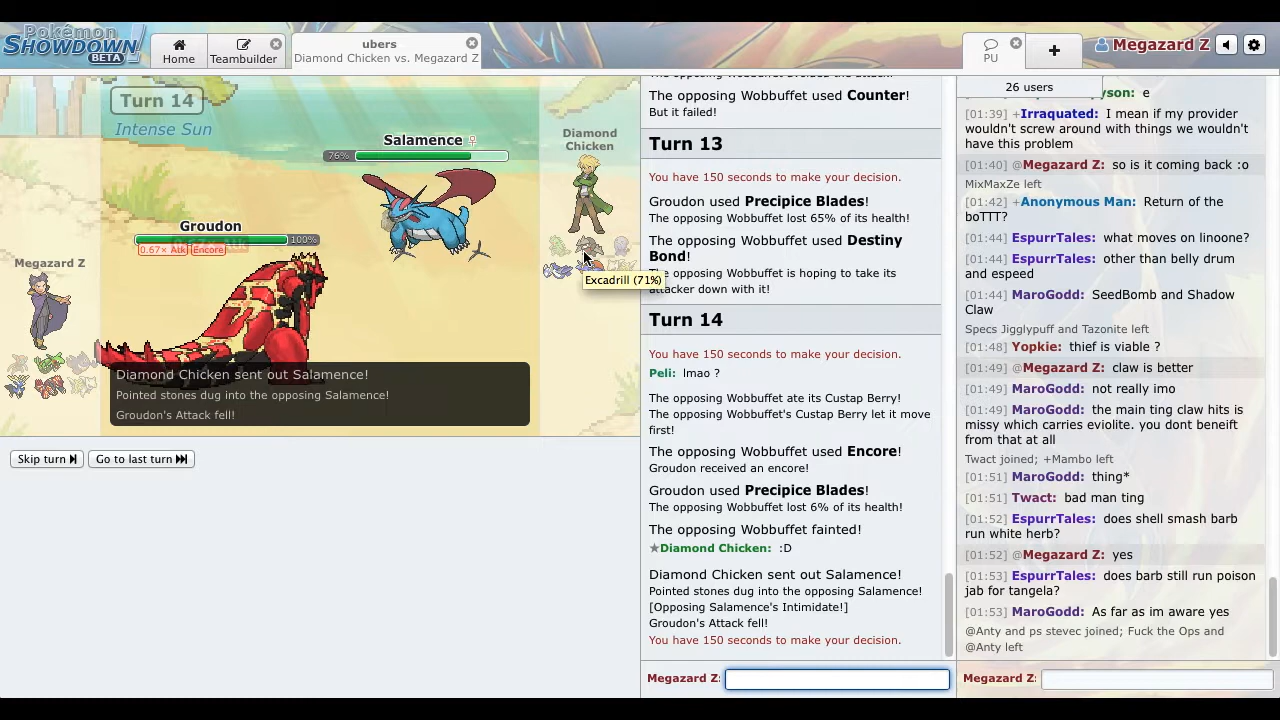 Pokémon
SHOWDOWN!
BETA
Home
Teambuilder
ubers
Diamond Chicken vs. Megazard Z
PU
+
Megazard Z
Turn 14
Intense Sun
Salamence ♀
76%
Diamond
Chicken
Groudon
100%
0.67× Atk Encore
Megazard Z
Excadrill (71%)
Diamond Chicken sent out Salamence!
Pointed stones dug into the opposing Salamence!
Groudon's Attack fell!
Skip turn
Go to last turn
The opposing Wobbuffet used Counter!
But it failed!
Turn 13
You have 150 seconds to make your decision.
Groudon used Precipice Blades!
The opposing Wobbuffet lost 65% of its health!
The opposing Wobbuffet used Destiny
Bond!
The opposing Wobbuffet is hoping to take its
attacker down with it!
Turn 14
You have 150 seconds to make your decision.
Peli: lmao ?
The opposing Wobbuffet ate its Custap Berry!
The opposing Wobbuffet's Custap Berry let it move
first!
The opposing Wobbuffet used Encore!
Groudon received an encore!
Groudon used Precipice Blades!
The opposing Wobbuffet lost 6% of its health!
The opposing Wobbuffet fainted!
★Diamond Chicken: :D
Diamond Chicken sent out Salamence!
Pointed stones dug into the opposing Salamence!
[Opposing Salamence's Intimidate!]
Groudon's Attack fell!
You have 150 seconds to make your decision.
Megazard Z:
26 users
yson: e
[01:39] +Irraquated: I mean if my provider
wouldn't screw around with things we wouldn't
have this problem
[01:40] @Megazard Z: so is it coming back :o
MixMaxZe left
[01:42] +Anonymous Man: Return of the
boTTT?
[01:44] EspurrTales: what moves on linoone?
[01:44] EspurrTales: other than belly drum
and espeed
[01:44] MaroGodd: SeedBomb and Shadow
Claw
Specs Jigglypuff and Tazonite left
[01:48] Yopkie: thief is viable ?
[01:49] @Megazard Z: claw is better
[01:49] MaroGodd: not really imo
[01:49] MaroGodd: the main ting claw hits is
missy which carries eviolite. you dont beneift
from that at all
Twact joined; +Mambo left
[01:51] MaroGodd: thing*
[01:51] Twact: bad man ting
[01:52] EspurrTales: does shell smash barb
run white herb?
[01:52] @Megazard Z: yes
[01:53] EspurrTales: does barb still run poison
jab for tangela?
[01:53] MaroGodd: As far as im aware yes
@Anty and ps stevec joined; Fuck the Ops and
@Anty left
Megazard Z: